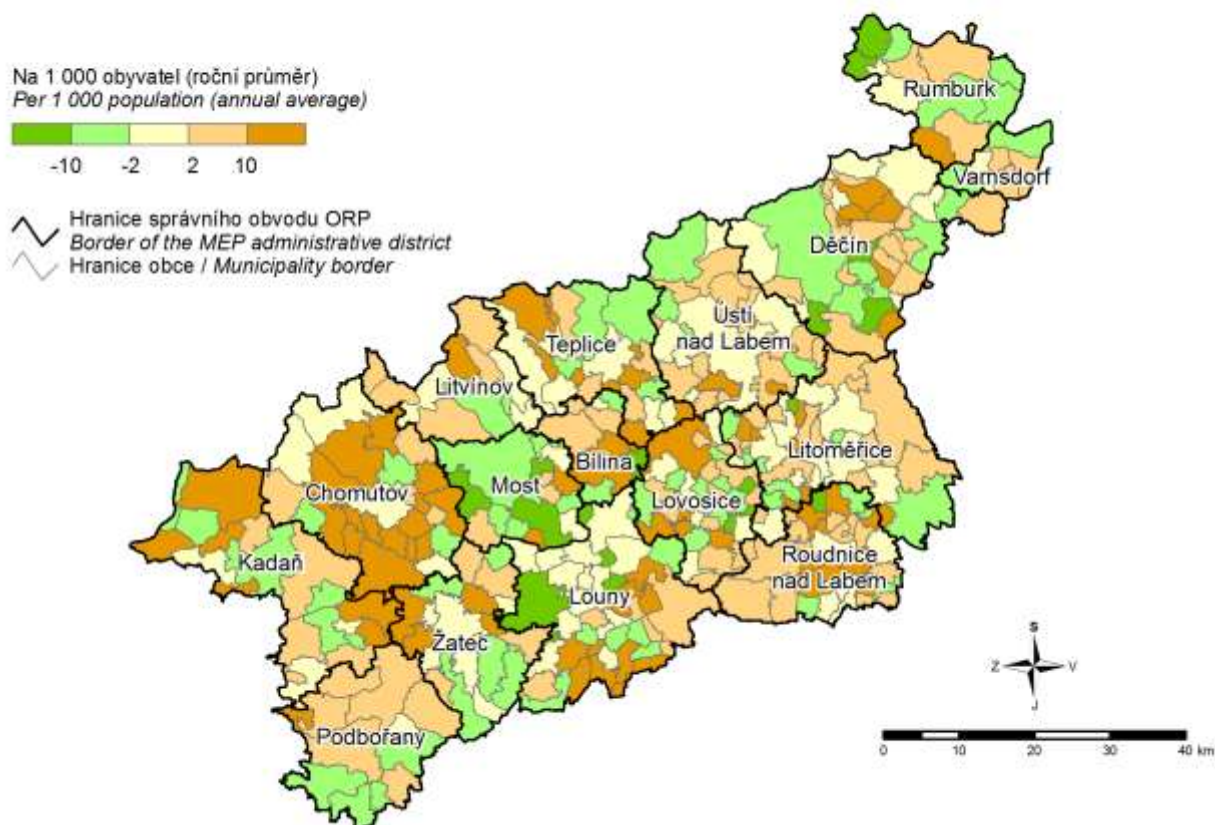 Na 1 000 obyvatel (roční průměr)
Per 1 000 population (annual average)
-10 -2 2 10
Hranice správního obvodu ORP
Border of the MEP administrative district
Hranice obce / Municipality border
Rumburk
Varnsdorf
Děčín
Ústí
nad Labem
Teplice
Litvínov
Bílina
Litoměřice
Most
Chomutov
Lovosice
Kadaň
Roudnice
nad Labem
Louny
Žatec
Podbořany
S
Z V
J
0 10 20 40 km